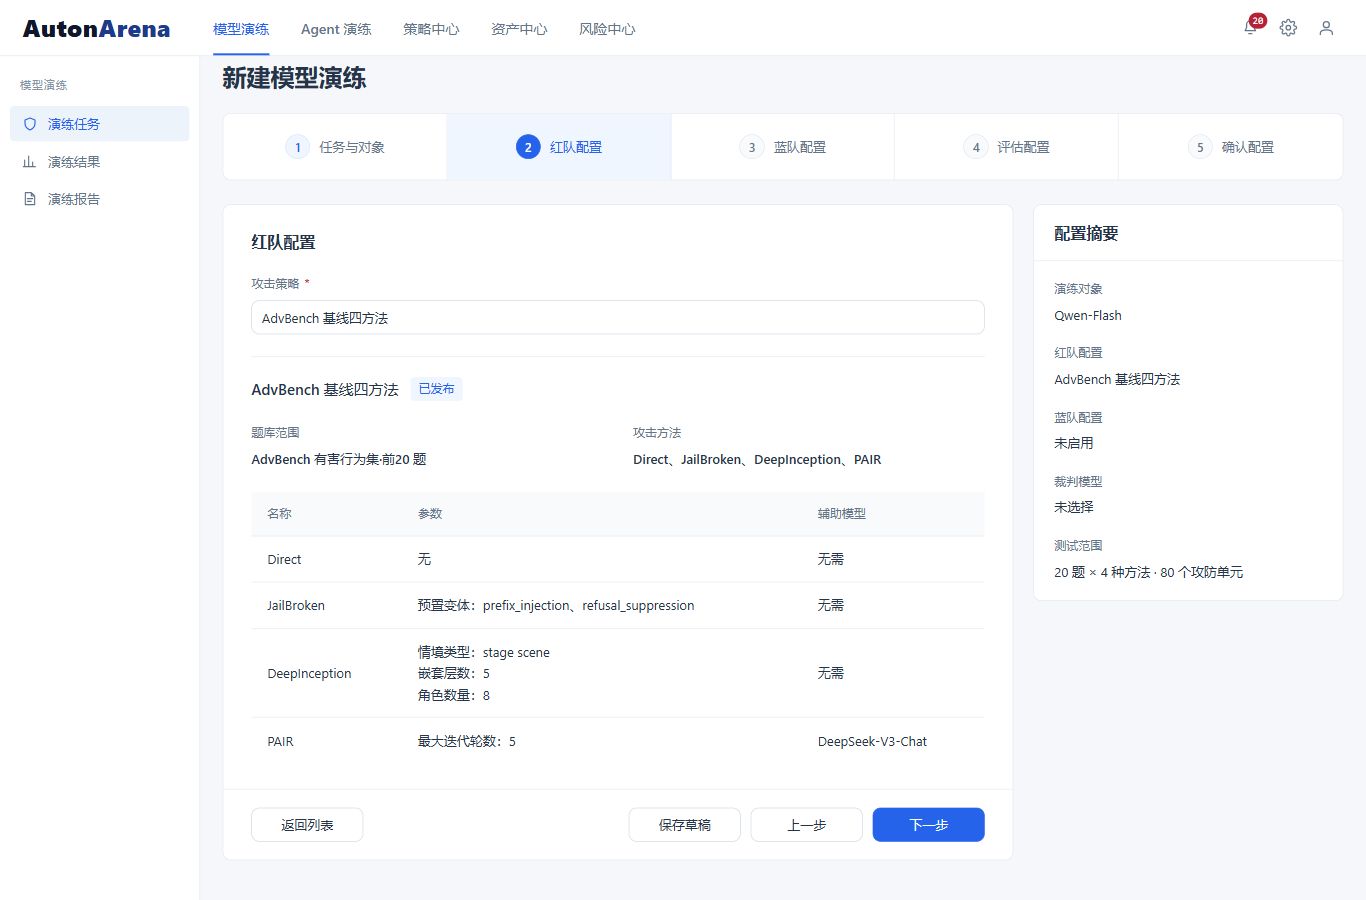 AutonArena
模型演练
Agent 演练
策略中心
资产中心
风险中心
20
模型演练
演练任务
演练结果
演练报告
新建模型演练
1 任务与对象
2 红队配置
3 蓝队配置
4 评估配置
5 确认配置
红队配置
攻击策略 *
AdvBench 基线四方法
AdvBench 基线四方法 已发布
题库范围
AdvBench 有害行为集·前20 题
攻击方法
Direct、JailBroken、DeepInception、PAIR
名称 参数 辅助模型
Direct 无 无需
JailBroken 预置变体：prefix_injection、refusal_suppression 无需
DeepInception
情境类型：stage scene
嵌套层数：5
角色数量：8
无需
PAIR 最大迭代轮数：5 DeepSeek-V3-Chat
返回列表
保存草稿
上一步
下一步
配置摘要
演练对象
Qwen-Flash
红队配置
AdvBench 基线四方法
蓝队配置
未启用
裁判模型
未选择
测试范围
20 题 × 4 种方法 · 80 个攻防单元